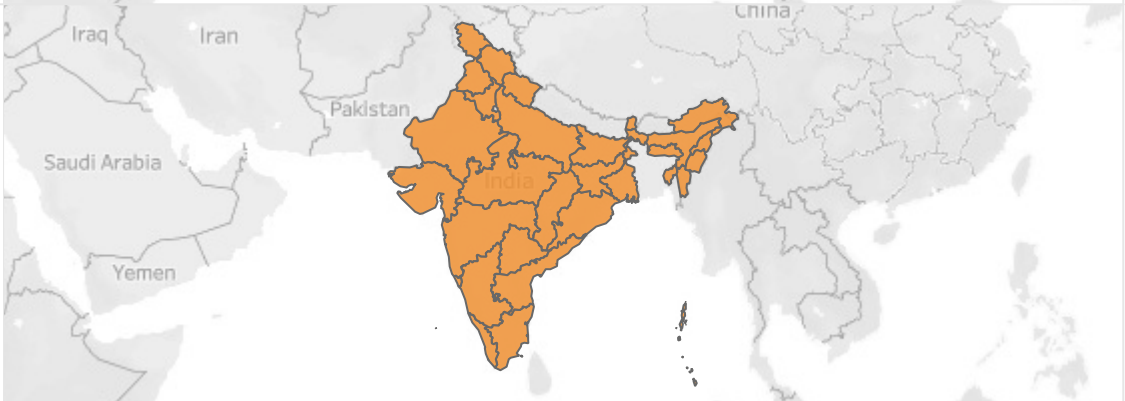 China
Iraq
Iran
Pakistan
Saudi Arabia
India
Yemen